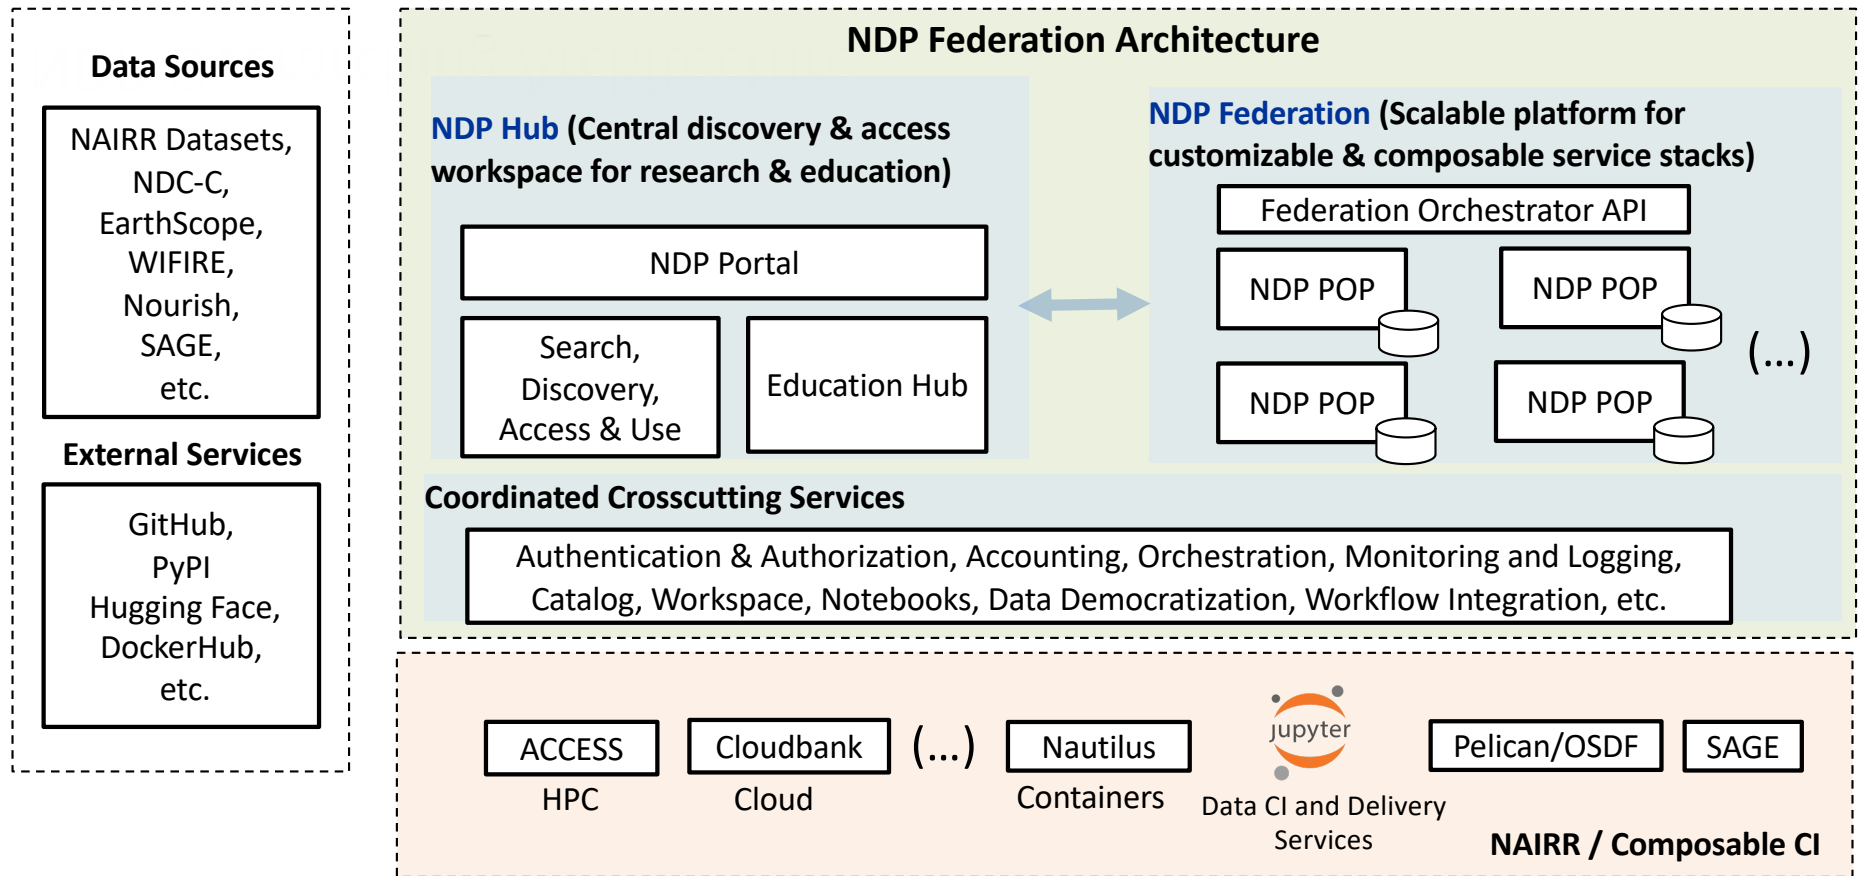 Data Sources
NAIRR Datasets,
NDC-C,
EarthScope,
WIFIRE,
Nourish,
SAGE,
etc.
External Services
GitHub,
PyPI
Hugging Face,
DockerHub,
etc.
NDP Federation Architecture
NDP Hub (Central discovery & access
workspace for research & education)
NDP Portal
Search,
Discovery,
Access & Use
Education Hub
NDP Federation (Scalable platform for
customizable & composable service stacks)
Federation Orchestrator API
NDP POP
NDP POP
NDP POP
NDP POP
(...)
Coordinated Crosscutting Services
Authentication & Authorization, Accounting, Orchestration, Monitoring and Logging,
Catalog, Workspace, Notebooks, Data Democratization, Workflow Integration, etc.
ACCESS
HPC
Cloudbank
Cloud
(...)
Nautilus
Containers
jupyter
Data CI and Delivery
Services
Pelican/OSDF
SAGE
NAIRR / Composable CI